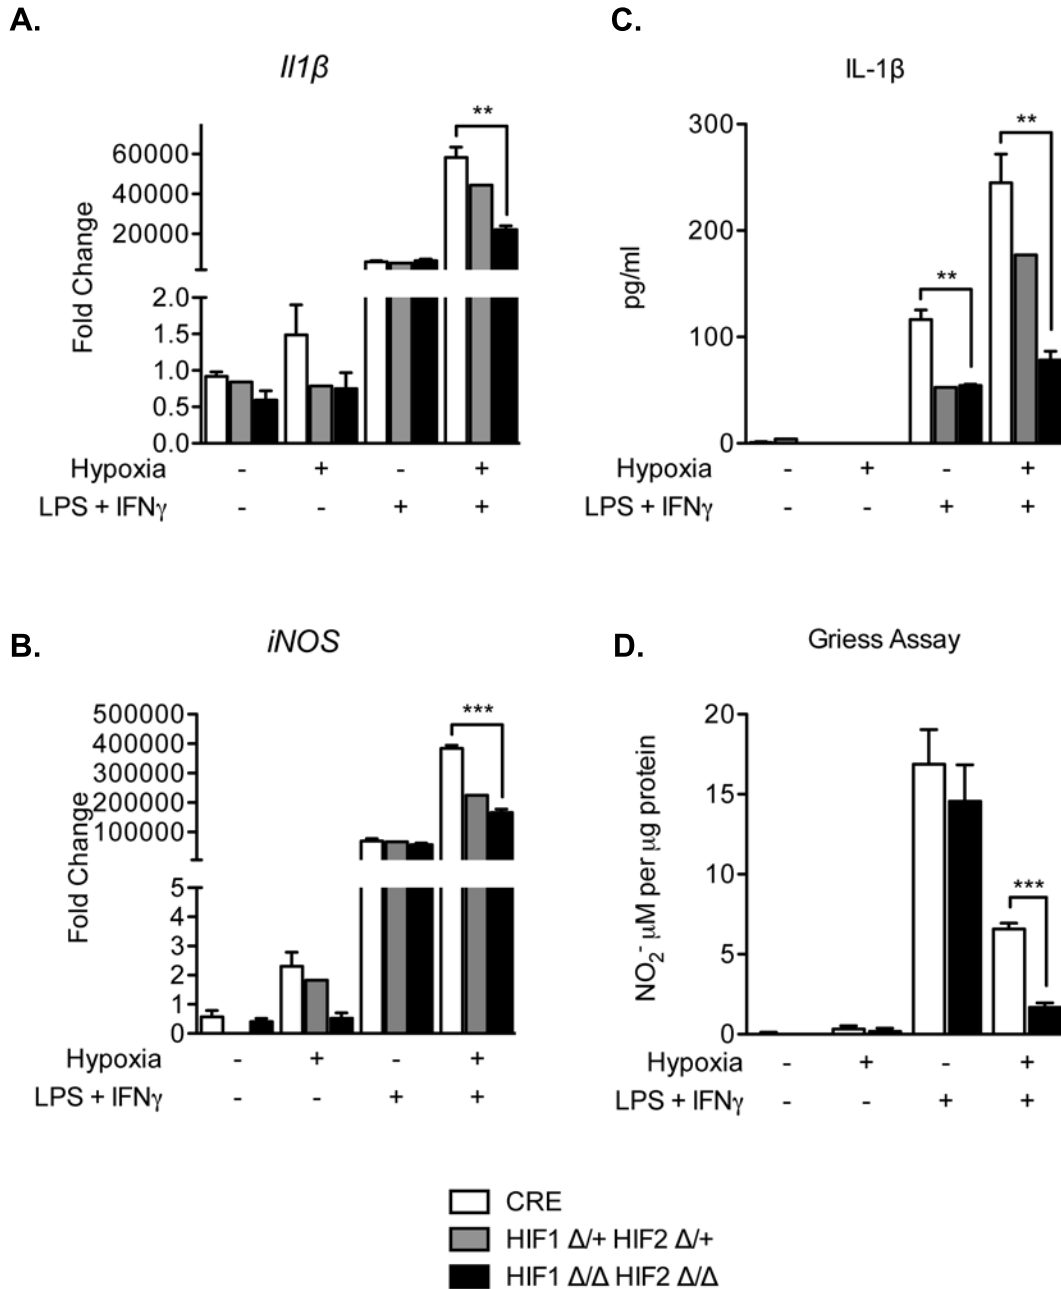 A.
Il1β
**
60000
40000
20000
Fold Change
2.0
1.5
1.0
0.5
0.0
Hypoxia - + - +
LPS + IFNγ - - + +
C.
IL-1β
300
**
200
**
pg/ml
100
0
Hypoxia - + - +
LPS + IFNγ - - + +
B.
iNOS
500000
***
400000
300000
200000
100000
Fold Change
5
4
3
2
1
0
Hypoxia - + - +
LPS + IFNγ - - + +
D.
Griess Assay
20
15
10
***
NO₂⁻ μM per μg protein
5
0
Hypoxia - + - +
LPS + IFNγ - - + +
CRE
HIF1 Δ/+ HIF2 Δ/+
HIF1 Δ/Δ HIF2 Δ/Δ